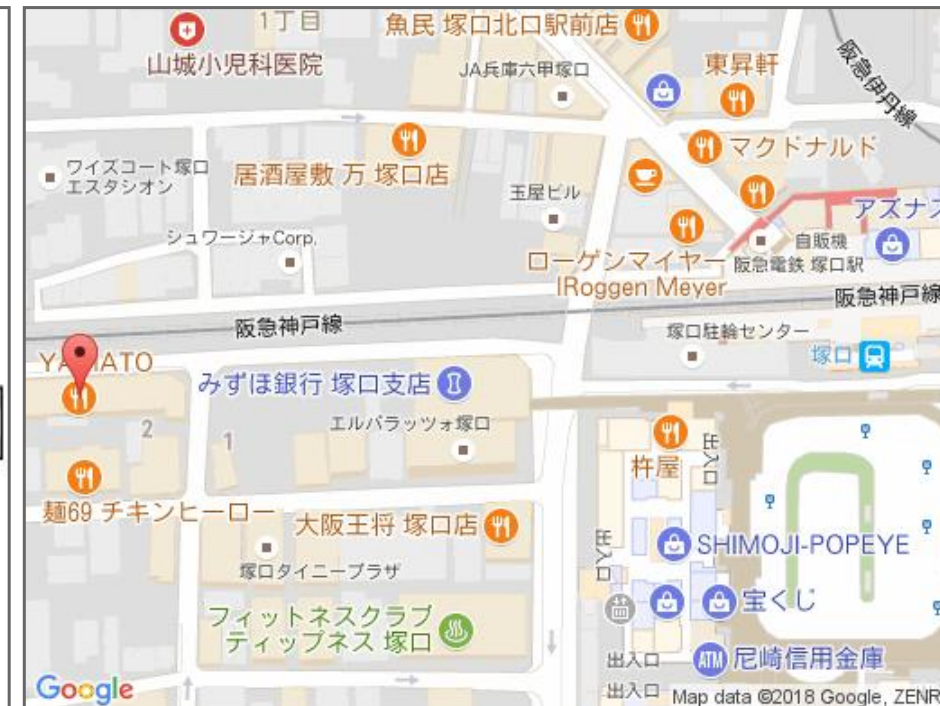 1丁目
魚民 塚口北口駅前店
山城小児科医院
JA兵庫六甲塚口
東昇軒
阪急伊丹線
マクドナルド
ワイズコート塚口
エスタシオン
居酒屋敷 万 塚口店
玉屋ビル
アズナス
シュワージャCorp.
自販機
ローゲンマイヤー
lRoggen Meyer
阪急電鉄 塚口駅
阪急神戸線
阪急神戸線
塚口駐輪センター
塚口
YAMATO
みずほ銀行 塚口支店
エルパラッツォ塚口
2
1
出入口
杵屋
麺69 チキンヒーロー
大阪王将 塚口店
出入口
SHIMOJI-POPEYE
塚口タイニープラザ
宝くじ
フィットネスクラブ
ティップネス 塚口
出入口
ATM
尼崎信用金庫
出入口
Google
Map data ©2018 Google, ZENR